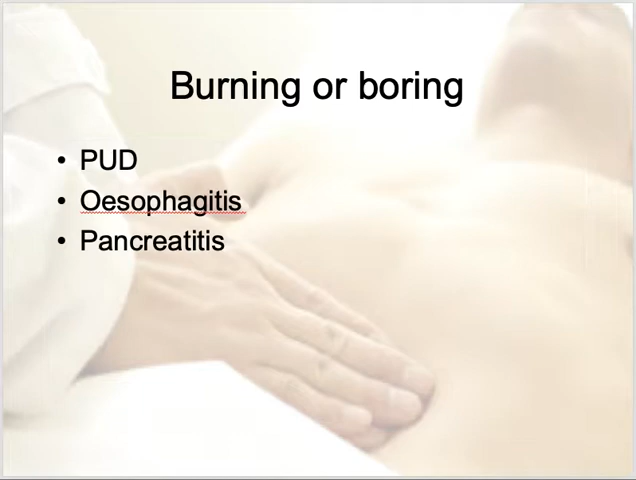 Burning or boring
• PUD
• Oesophagitis
• Pancreatitis